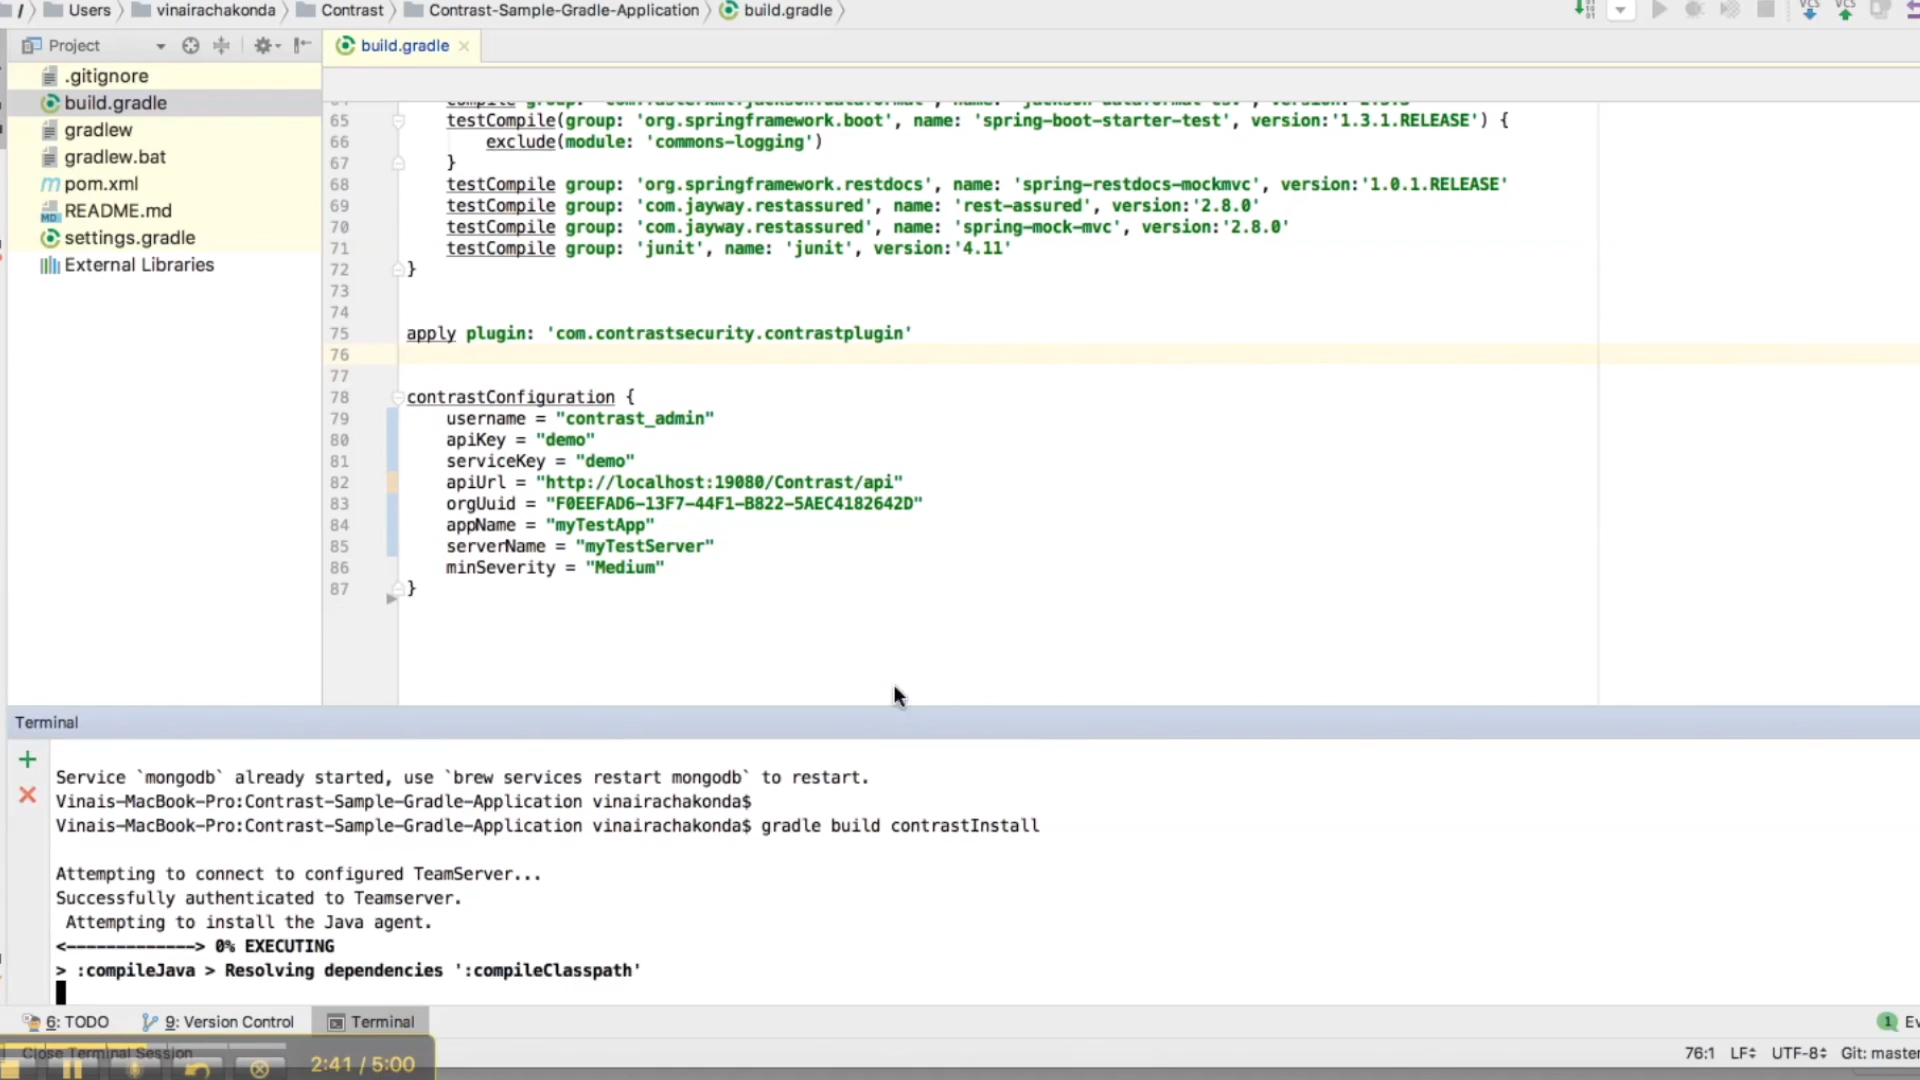 / Users vinairachakonda Contrast Contrast-Sample-Gradle-Application build.gradle
Project
build.gradle
.gitignore
build.gradle
gradlew
gradlew.bat
pom.xml
README.md
settings.gradle
External Libraries
65 testCompile(group: 'org.springframework.boot', name: 'spring-boot-starter-test', version:'1.3.1.RELEASE') {
66 exclude(module: 'commons-logging')
67 }
68 testCompile group: 'org.springframework.restdocs', name: 'spring-restdocs-mockmvc', version:'1.0.1.RELEASE'
69 testCompile group: 'com.jayway.restassured', name: 'rest-assured', version:'2.8.0'
70 testCompile group: 'com.jayway.restassured', name: 'spring-mock-mvc', version:'2.8.0'
71 testCompile group: 'junit', name: 'junit', version:'4.11'
72 }
73
74
75 apply plugin: 'com.contrastsecurity.contrastplugin'
76
77
78 contrastConfiguration {
79 username = "contrast_admin"
80 apiKey = "demo"
81 serviceKey = "demo"
82 apiUrl = "http://localhost:19080/Contrast/api"
83 orgUuid = "F0EEFAD6-13F7-44F1-B822-5AEC4182642D"
84 appName = "myTestApp"
85 serverName = "myTestServer"
86 minSeverity = "Medium"
87 }
Terminal
Service `mongodb` already started, use `brew services restart mongodb` to restart.
Vinais-MacBook-Pro:Contrast-Sample-Gradle-Application vinairachakonda$
Vinais-MacBook-Pro:Contrast-Sample-Gradle-Application vinairachakonda$ gradle build contrastInstall
Attempting to connect to configured TeamServer...
Successfully authenticated to Teamserver.
Attempting to install the Java agent.
<-------------> 0% EXECUTING
> :compileJava > Resolving dependencies ':compileClasspath'
6: TODO 9: Version Control Terminal 1 Ev
Close Terminal Session
2:41 / 5:00
76:1 LF UTF-8 Git: master